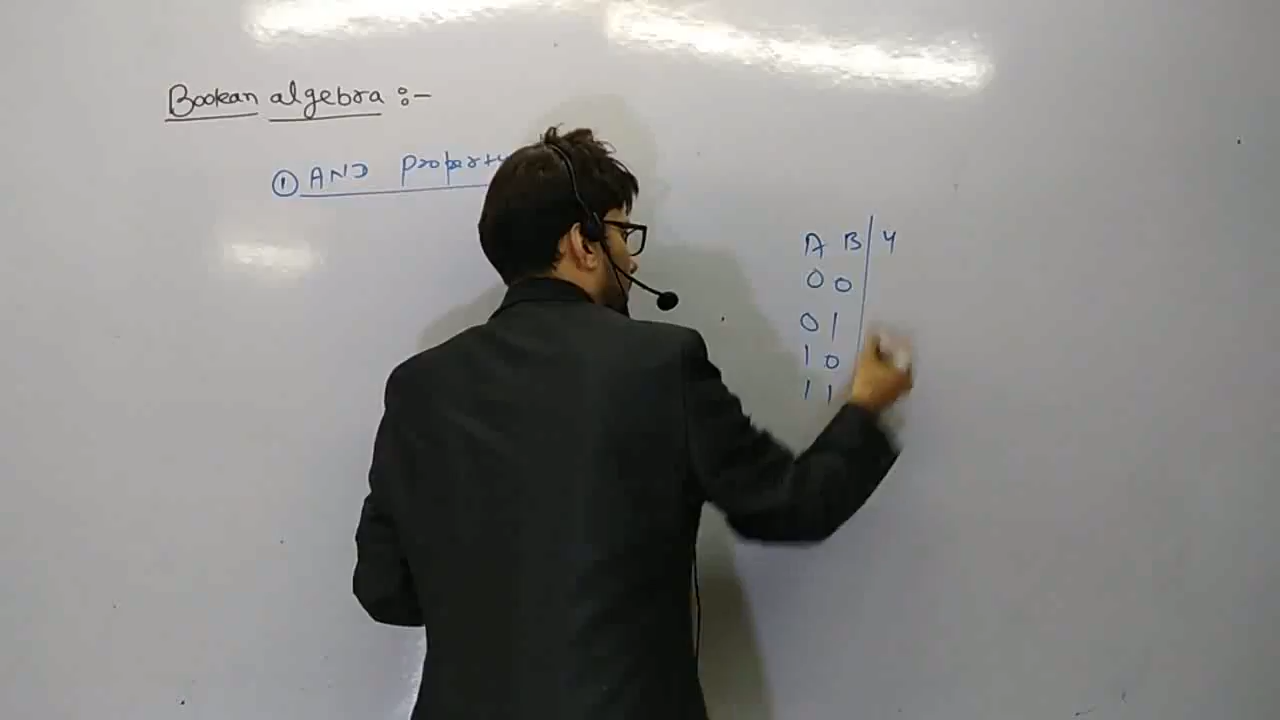 Boolean algebra :-
① AND property
A B Y
0 0
0 1
1 0
1 1